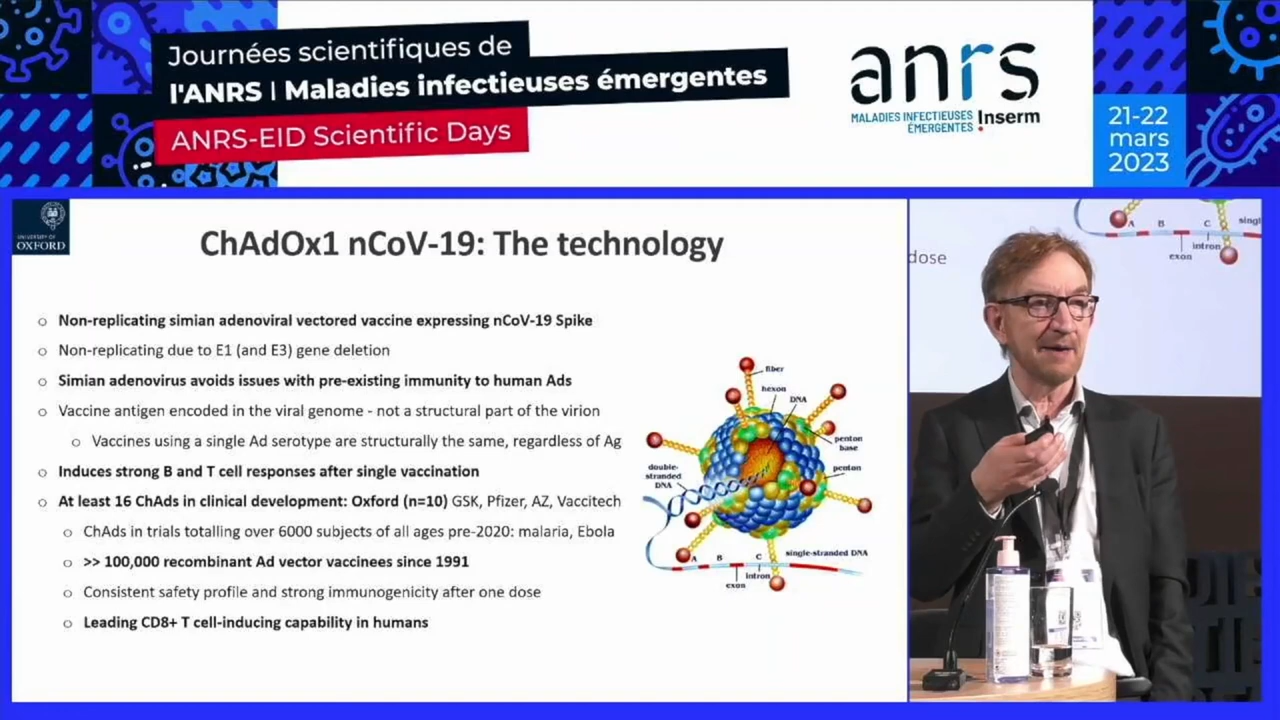 Journées scientifiques de
l'ANRS | Maladies infectieuses émergentes
ANRS-EID Scientific Days
anrs
MALADIES INFECTIEUSES
ÉMERGENTES Inserm
21-22
mars
2023
UNIVERSITY OF
OXFORD
ChAdOx1 nCoV-19: The technology
○ Non-replicating simian adenoviral vectored vaccine expressing nCoV-19 Spike
○ Non-replicating due to E1 (and E3) gene deletion
○ Simian adenovirus avoids issues with pre-existing immunity to human Ads
○ Vaccine antigen encoded in the viral genome - not a structural part of the virion
○ Vaccines using a single Ad serotype are structurally the same, regardless of Ag
○ Induces strong B and T cell responses after single vaccination
○ At least 16 ChAds in clinical development: Oxford (n=10) GSK, Pfizer, AZ, Vaccitech
○ ChAds in trials totalling over 6000 subjects of all ages pre-2020: malaria, Ebola
○ >> 100,000 recombinant Ad vector vaccinees since 1991
○ Consistent safety profile and strong immunogenicity after one dose
○ Leading CD8+ T cell-inducing capability in humans
fiber
hexon
DNA
penton
base
penton
double-
stranded
DNA
A B C single-stranded DNA
intron
exon
dose
A B C singl
intron
exon